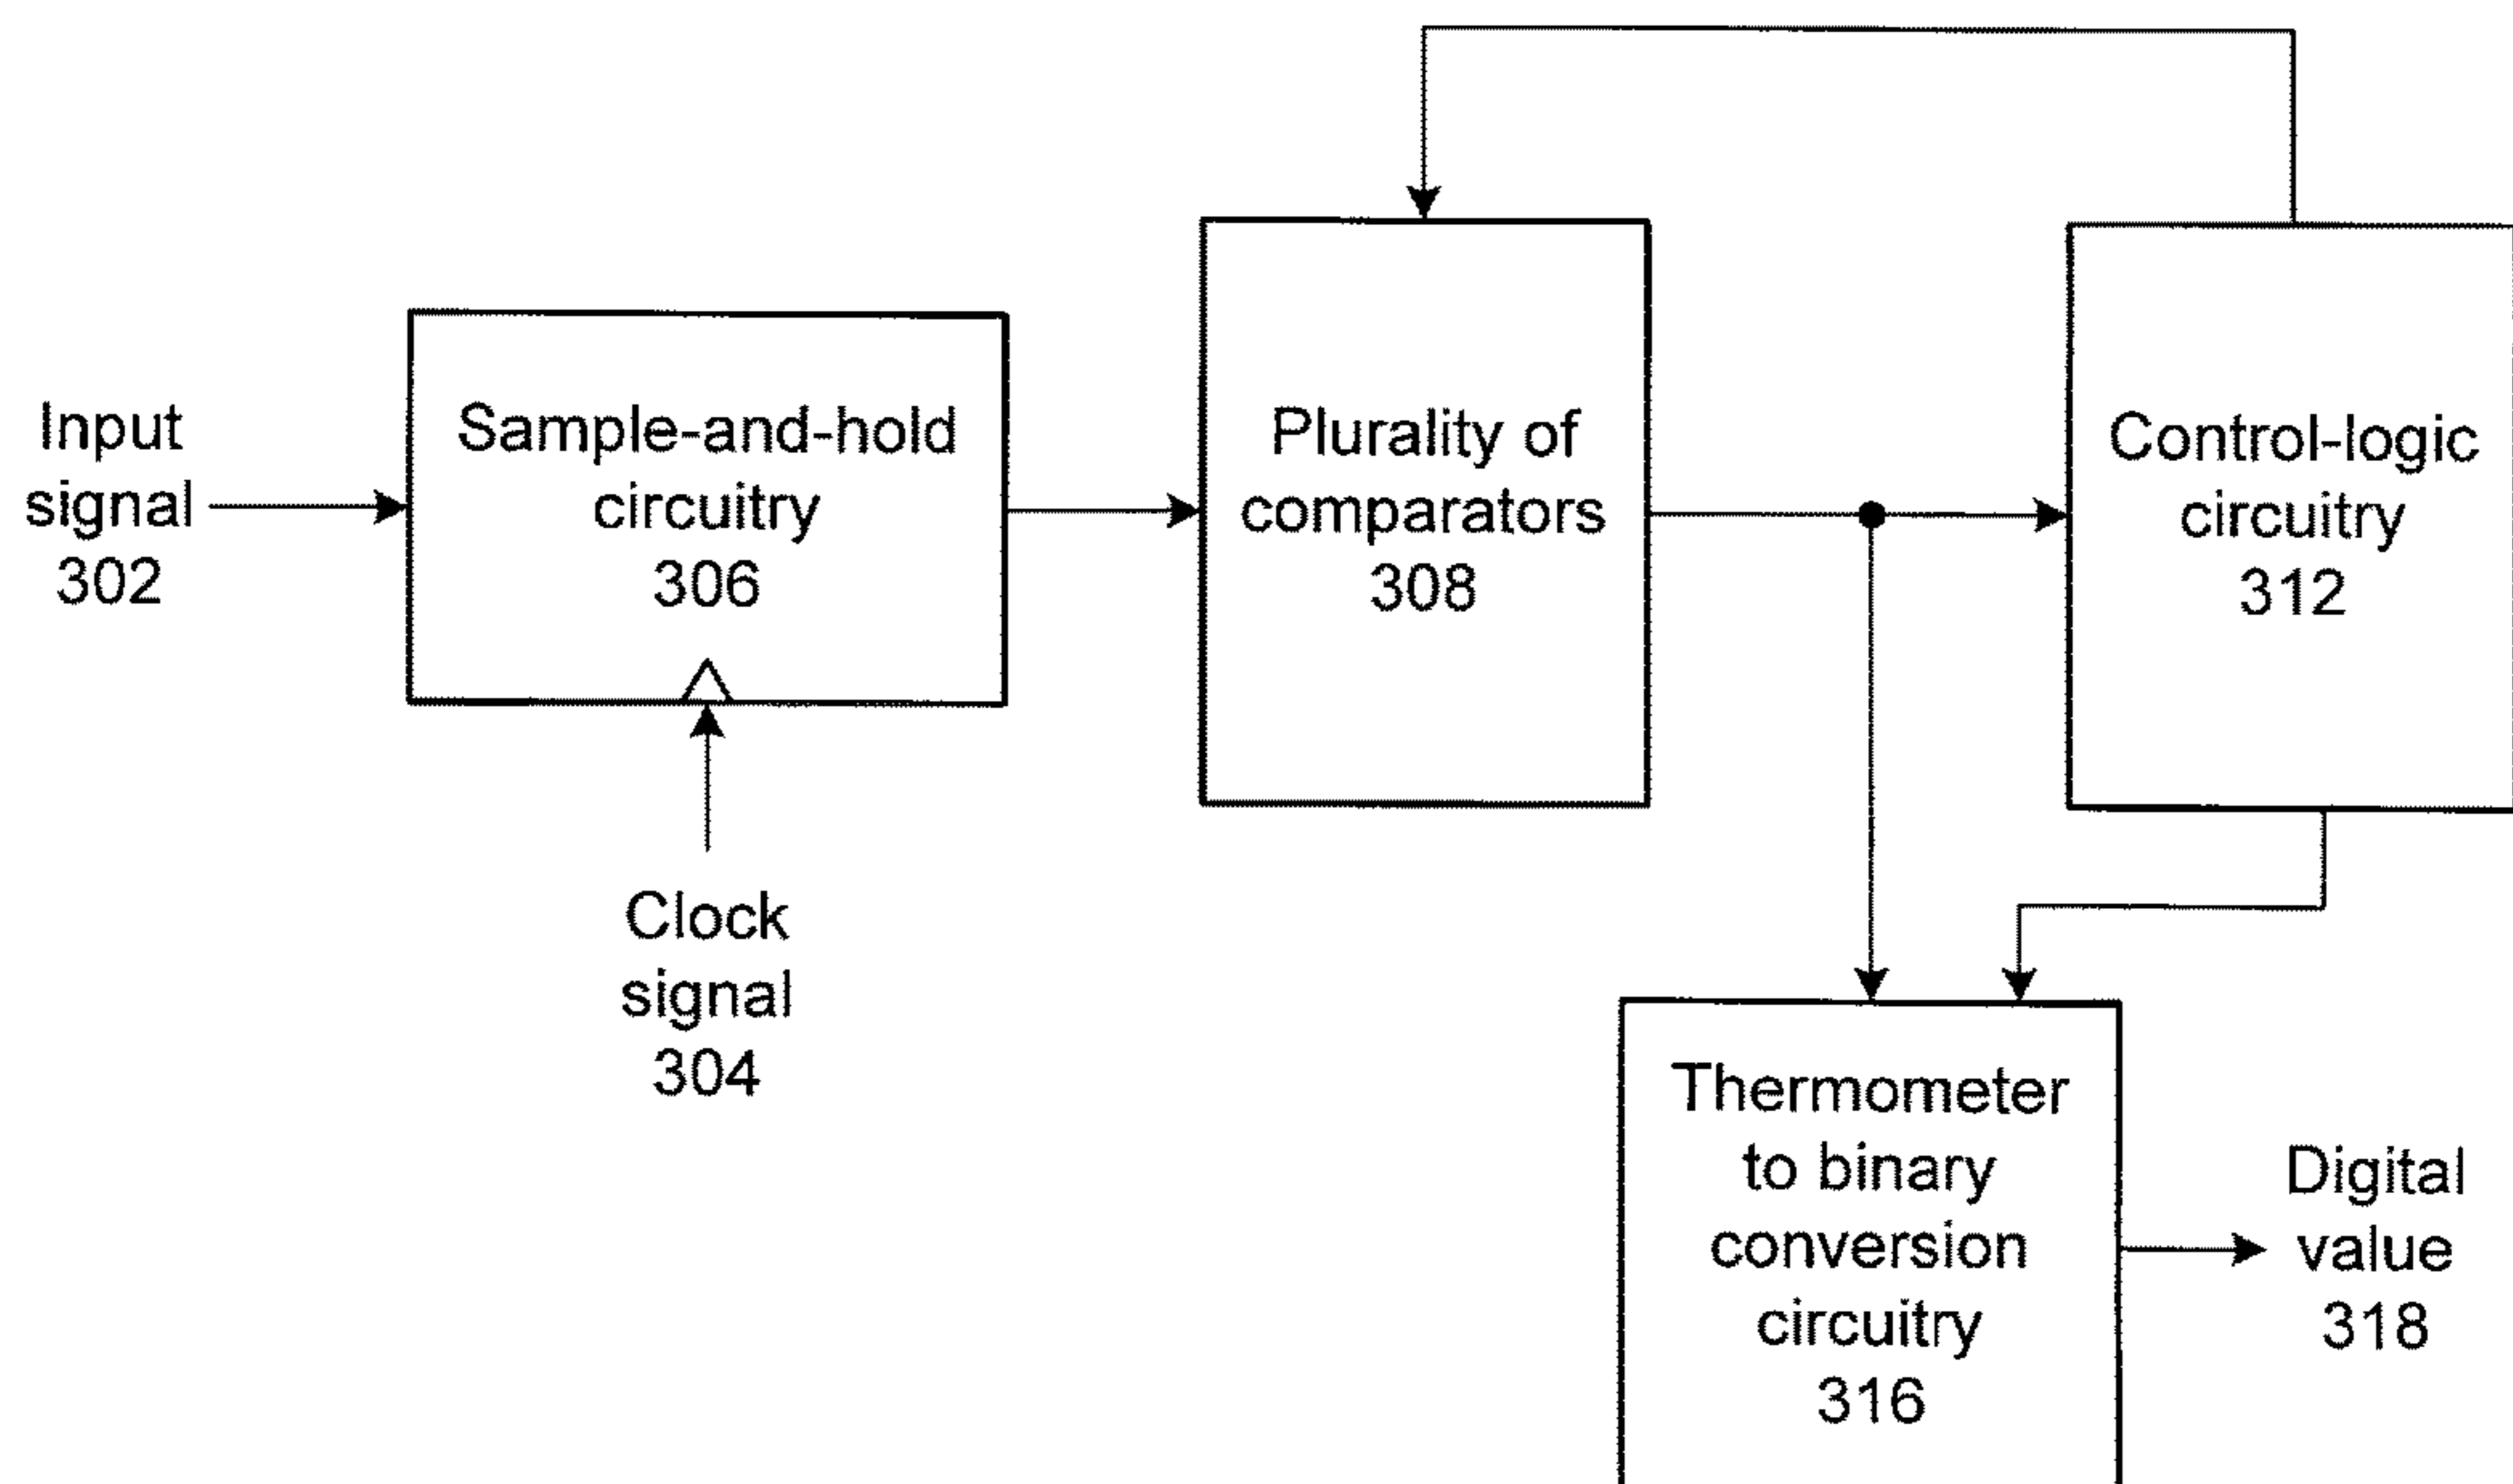 Input
signal
302
Sample-and-hold
circuitry
306
Clock
signal
304
Plurality of
comparators
308
Control-logic
circuitry
312
Thermometer
to binary
conversion
circuitry
316
Digital
value
318